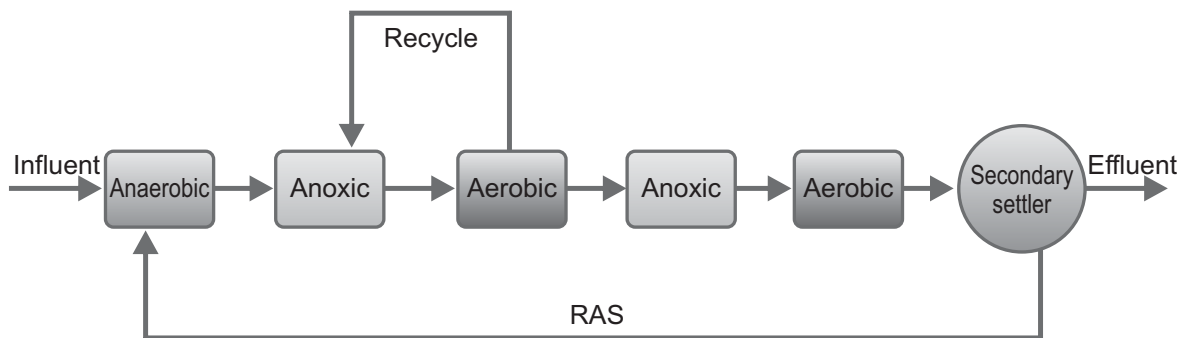 Recycle
Influent
Anaerobic
Anoxic
Aerobic
Anoxic
Aerobic
Secondary
settler
Effluent
RAS